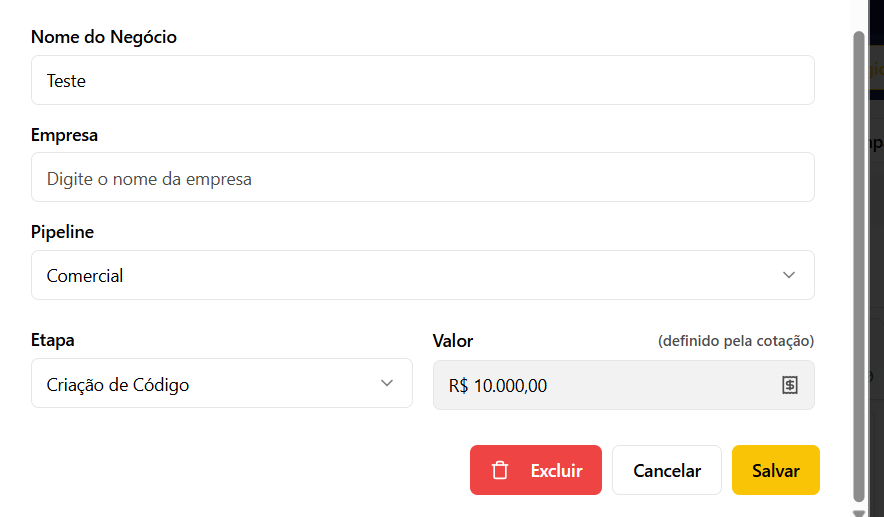 Nome do Negócio
Teste
Empresa
Digite o nome da empresa
Pipeline
Comercial
Etapa
Valor (definido pela cotação)
Criação de Código
R$ 10.000,00
Excluir Cancelar Salvar